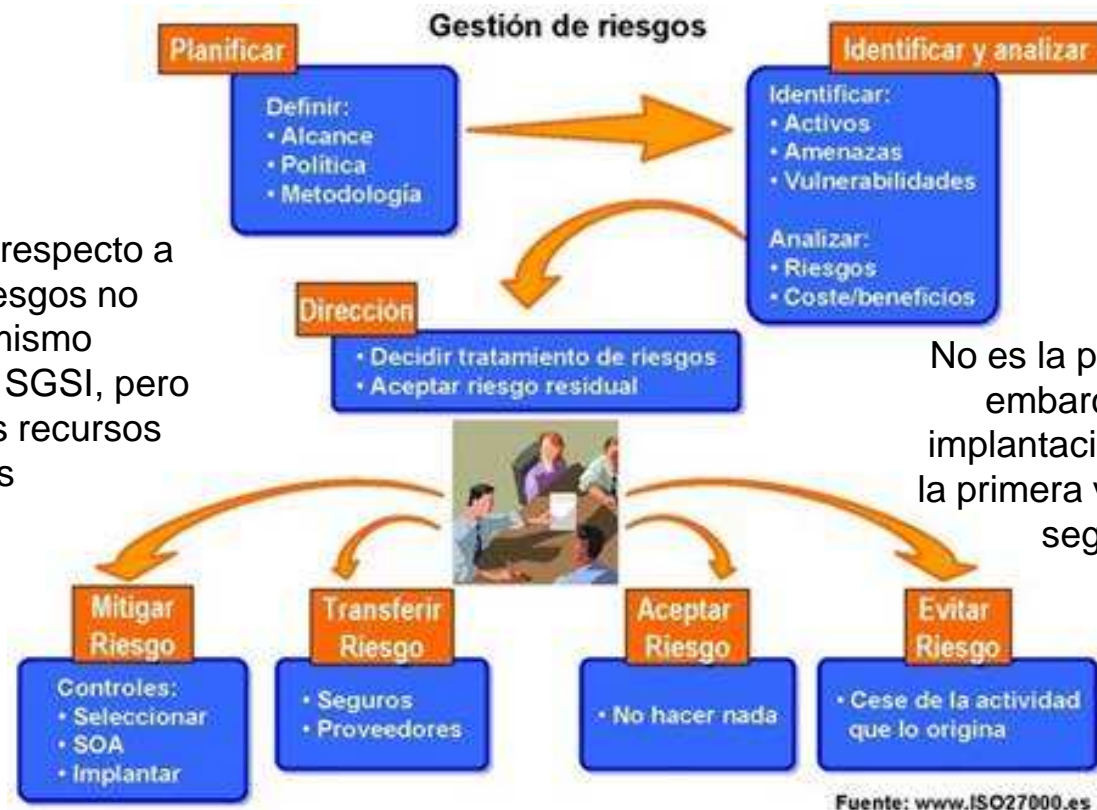 Gestión de riesgos
Planificar
Definir:
• Alcance
• Política
• Metodología
Identificar y analizar
Identificar:
• Activos
• Amenazas
• Vulnerabilidades
Analizar:
• Riesgos
• Coste/beneficios
respecto a
esgos no
mismo
SGSI, pero
s recursos
s
Dirección
• Decidir tratamiento de riesgos
• Aceptar riesgo residual
No es la p
embarc
implantaci
la primera v
seg
Mitigar
Riesgo
Controles:
• Seleccionar
• SOA
• Implantar
Transferir
Riesgo
• Seguros
• Proveedores
Aceptar
Riesgo
• No hacer nada
Evitar
Riesgo
• Cese de la actividad
que lo origina
Fuente: www.ISO27000.es